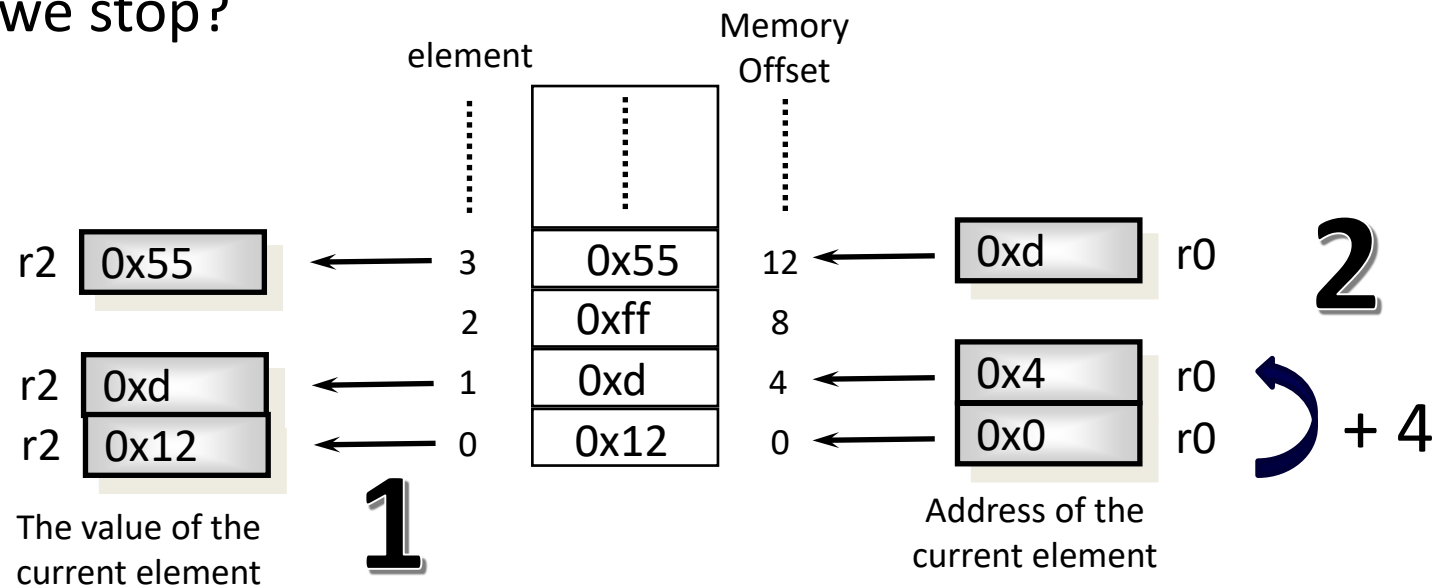 we stop?
element
Memory
Offset
r2 0x55 3 0x55 12 0xd r0 2
2 0xff 8
r2 0xd 1 0xd 4 0x4 r0
r2 0x12 0 0x12 0 0x0 r0 + 4
1
The value of the
current element
Address of the
current element